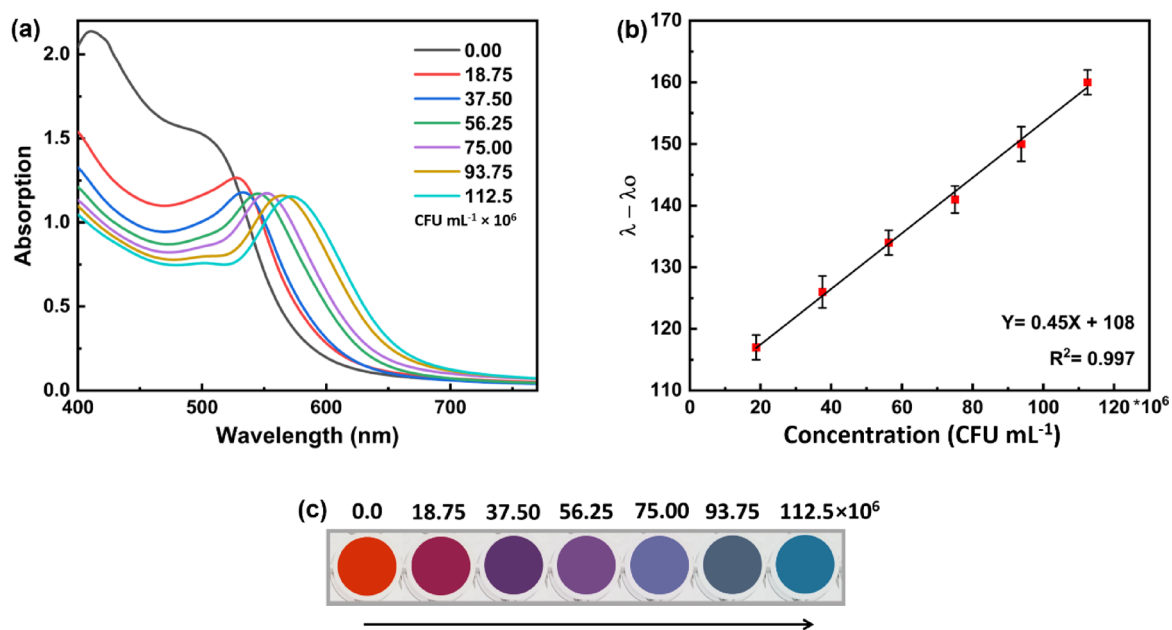 (a)
2.0
1.5
1.0
0.5
0.0
Absorption
400
500
600
700
Wavelength (nm)
0.00
18.75
37.50
56.25
75.00
93.75
112.5
CFU mL⁻¹ × 10⁶
(b)
170
160
150
140
130
120
110
λ – λo
0
20
40
60
80
100
120 *10⁶
Concentration (CFU mL⁻¹)
Y= 0.45X + 108
R²= 0.997
(c)
0.0 18.75 37.50 56.25 75.00 93.75 112.5×10⁶